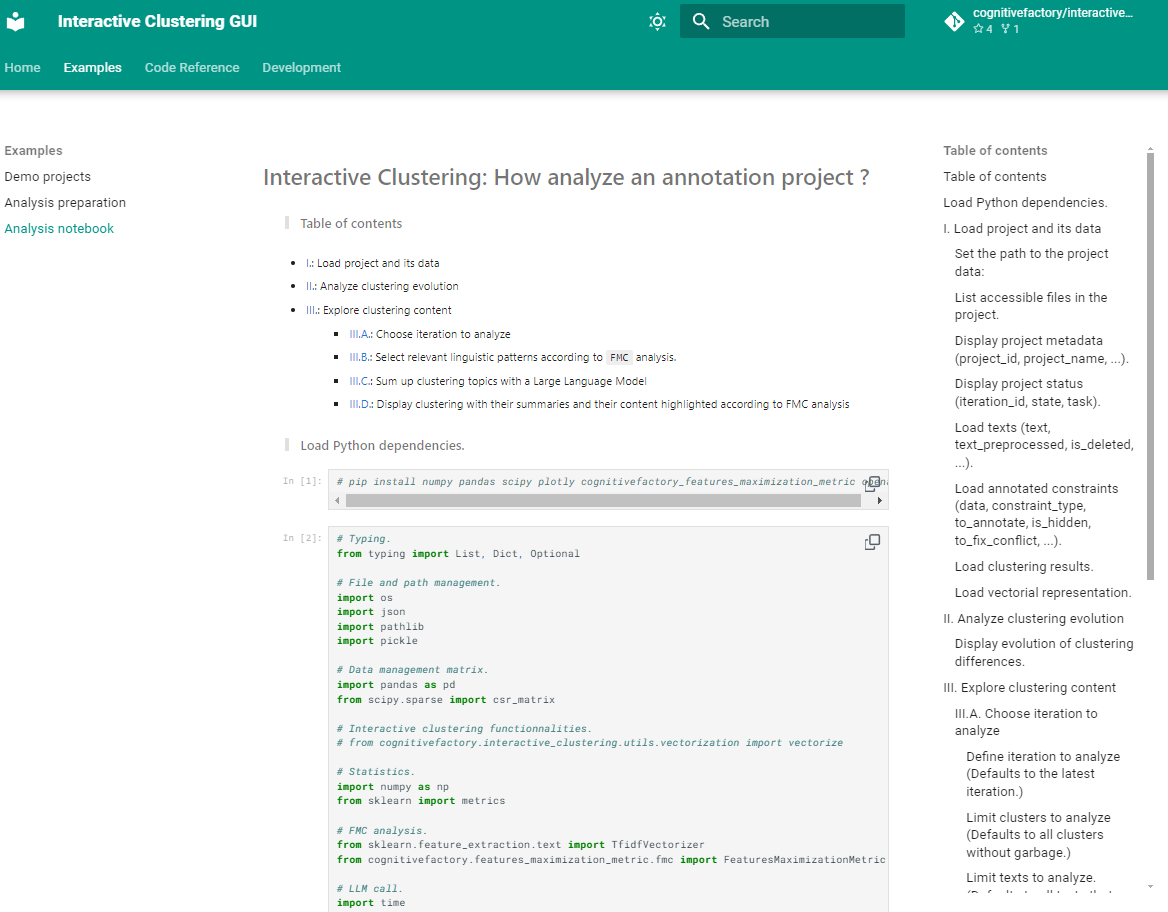 Interactive Clustering GUI
Search
cognitivefactory/interactive…
4 1
Home Examples Code Reference Development
Examples
Demo projects
Analysis preparation
Analysis notebook
Interactive Clustering: How analyze an annotation project ?
Table of contents
I.: Load project and its data
II.: Analyze clustering evolution
III.: Explore clustering content
III.A.: Choose iteration to analyze
III.B.: Select relevant linguistic patterns according to FMC analysis.
III.C.: Sum up clustering topics with a Large Language Model
III.D.: Display clustering with their summaries and their content highlighted according to FMC analysis
Load Python dependencies.
In [1]:
# pip install numpy pandas scipy plotly cognitivefactory_features_maximization_metric
In [2]:
# Typing.
from typing import List, Dict, Optional
# File and path management.
import os
import json
import pathlib
import pickle
# Data management matrix.
import pandas as pd
from scipy.sparse import csr_matrix
# Interactive clustering functionnalities.
# from cognitivefactory.interactive_clustering.utils.vectorization import vectorize
# Statistics.
import numpy as np
from sklearn import metrics
# FMC analysis.
from sklearn.feature_extraction.text import TfidfVectorizer
from cognitivefactory.features_maximization_metric.fmc import FeaturesMaximizationMetric
# LLM call.
import time
Table of contents
Table of contents
Load Python dependencies.
I. Load project and its data
Set the path to the project
data:
List accessible files in the
project.
Display project metadata
(project_id, project_name, ...).
Display project status
(iteration_id, state, task).
Load texts (text,
text_preprocessed, is_deleted,
...).
Load annotated constraints
(data, constraint_type,
to_annotate, is_hidden,
to_fix_conflict, ...).
Load clustering results.
Load vectorial representation.
II. Analyze clustering evolution
Display evolution of clustering
differences.
III. Explore clustering content
III.A. Choose iteration to
analyze
Define iteration to analyze
(Defaults to the latest
iteration.)
Limit clusters to analyze
(Defaults to all clusters
without garbage.)
Limit texts to analyze.